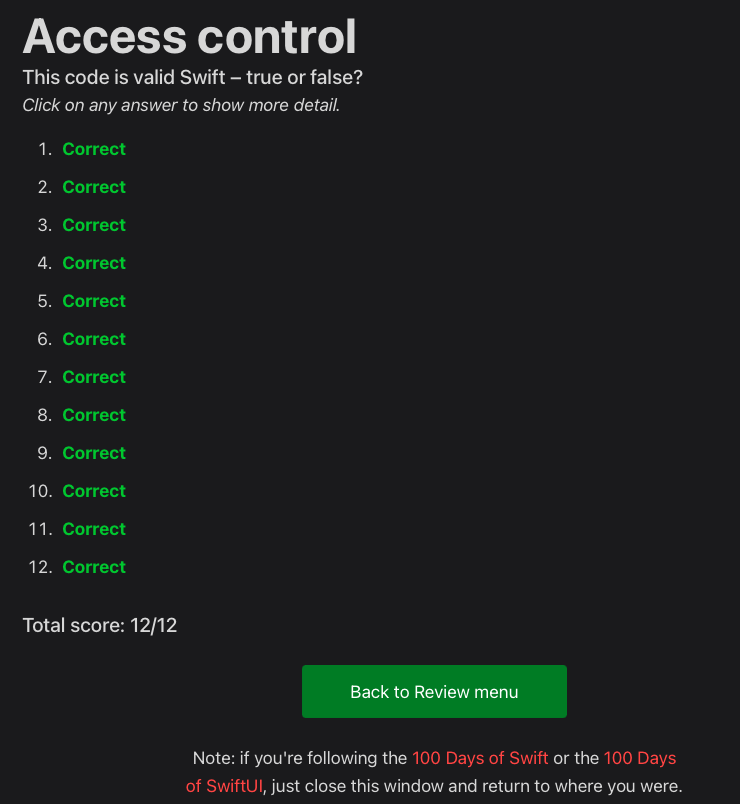 Access control
This code is valid Swift – true or false?
Click on any answer to show more detail.
1. Correct
2. Correct
3. Correct
4. Correct
5. Correct
6. Correct
7. Correct
8. Correct
9. Correct
10. Correct
11. Correct
12. Correct
Total score: 12/12
Back to Review menu
Note: if you're following the 100 Days of Swift or the 100 Days
of SwiftUI, just close this window and return to where you were.